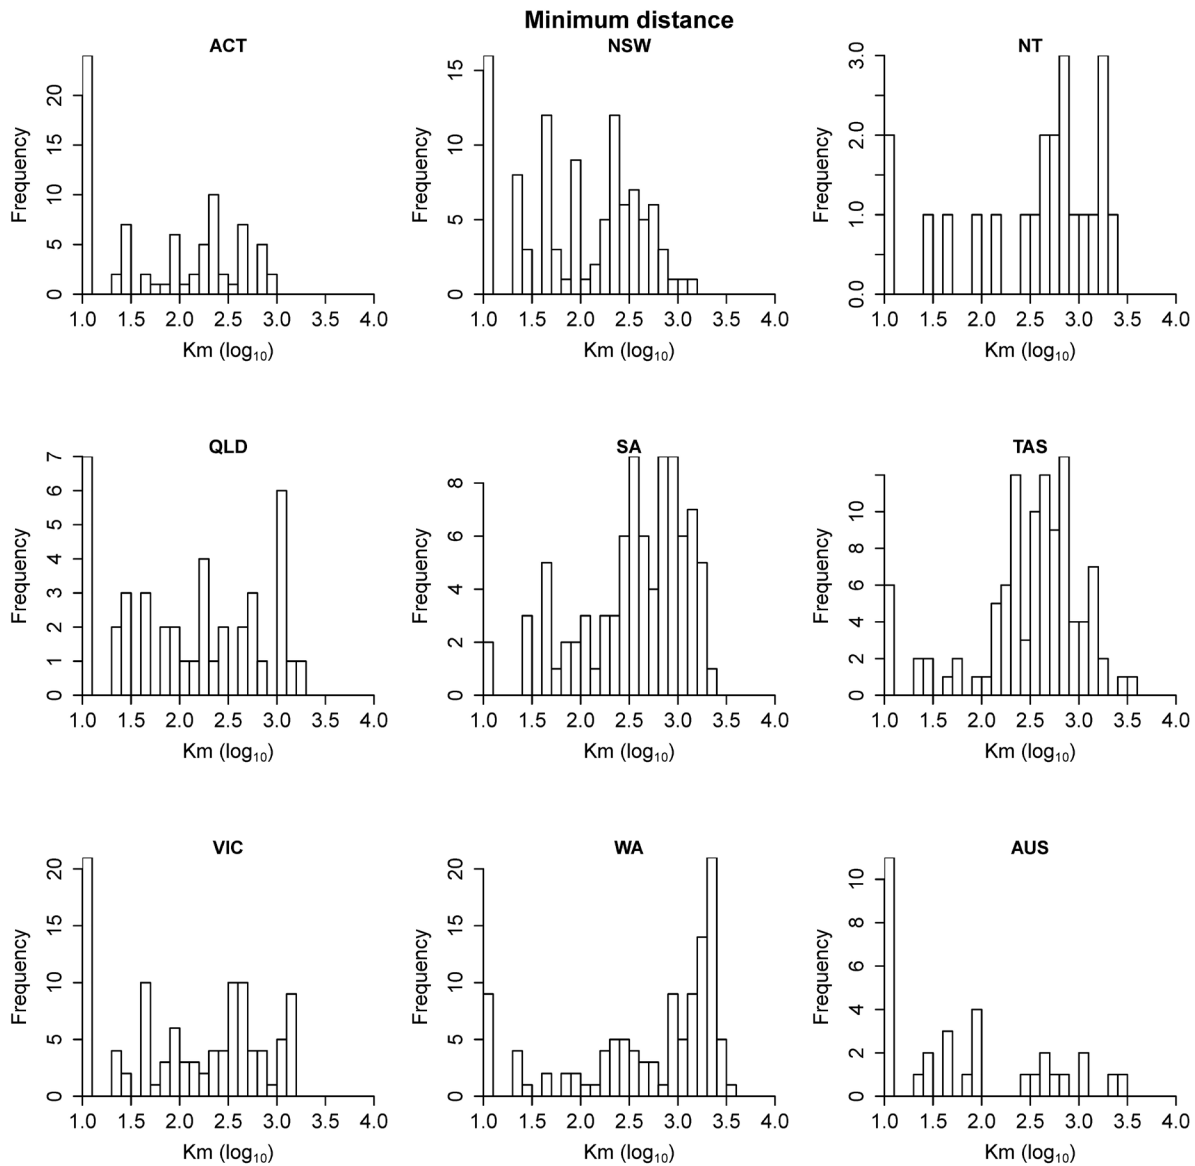 Minimum distance
ACT
Frequency
0 5 10 15 20
1.0 1.5 2.0 2.5 3.0 3.5 4.0
Km (log10)
NSW
Frequency
0 5 10 15
1.0 1.5 2.0 2.5 3.0 3.5 4.0
Km (log10)
NT
Frequency
0.0 1.0 2.0 3.0
1.0 1.5 2.0 2.5 3.0 3.5 4.0
Km (log10)
QLD
Frequency
0 1 2 3 4 5 6 7
1.0 1.5 2.0 2.5 3.0 3.5 4.0
Km (log10)
SA
Frequency
0 2 4 6 8
1.0 1.5 2.0 2.5 3.0 3.5 4.0
Km (log10)
TAS
Frequency
0 2 4 6 8 10
1.0 1.5 2.0 2.5 3.0 3.5 4.0
Km (log10)
VIC
Frequency
0 5 10 15 20
1.0 1.5 2.0 2.5 3.0 3.5 4.0
Km (log10)
WA
Frequency
0 5 10 15 20
1.0 1.5 2.0 2.5 3.0 3.5 4.0
Km (log10)
AUS
Frequency
0 2 4 6 8 10
1.0 1.5 2.0 2.5 3.0 3.5 4.0
Km (log10)